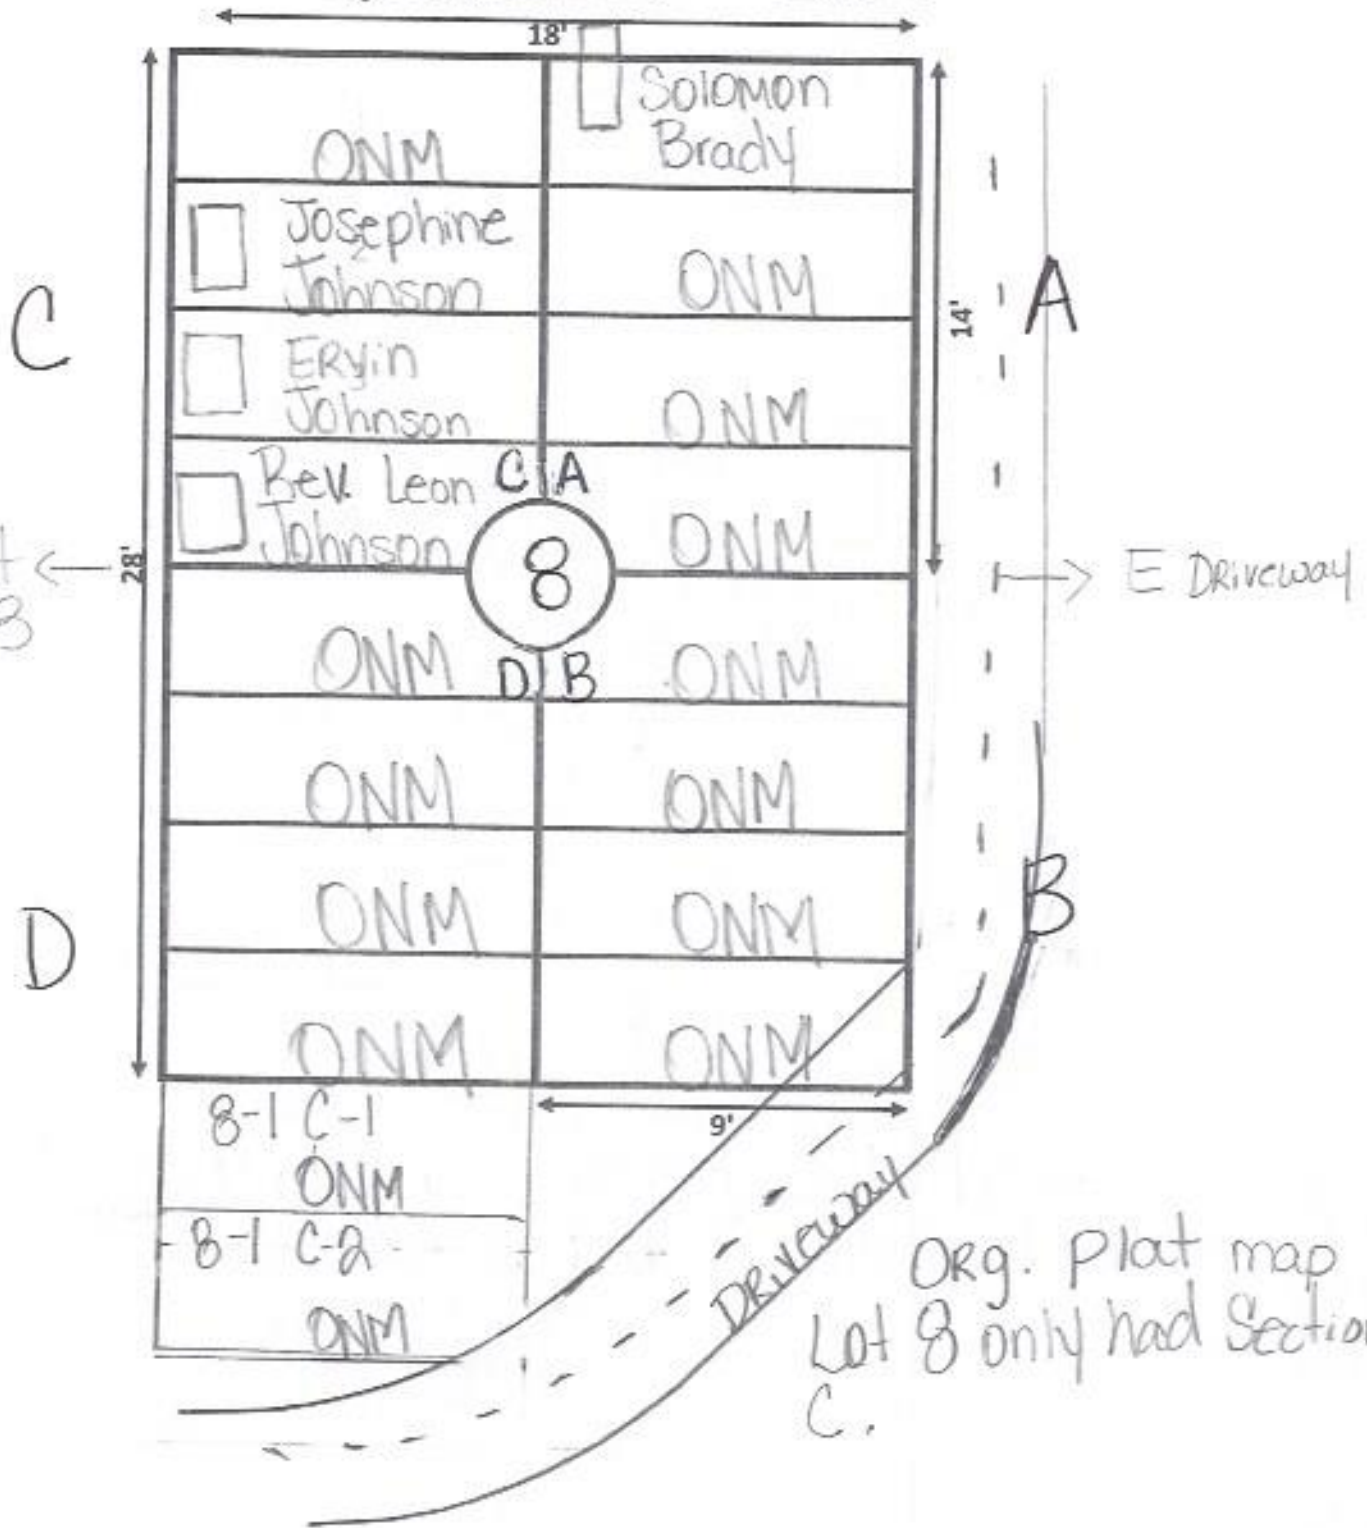 18'
Solomon
Brady
ONM
Josephine
Johnson
ONM
C
A
14'
Eryin
Johnson
ONM
Rev. Leon
Johnson
C A
ONM
8
28'
E Driveway
8
ONM
D B
ONM
ONM
ONM
B
ONM
ONM
D
ONM
ONM
8-1 C-1
ONM
9'
8-1 C-2
ONM
Driveway
Org. Plat map
Lot 8 only had Section
C.